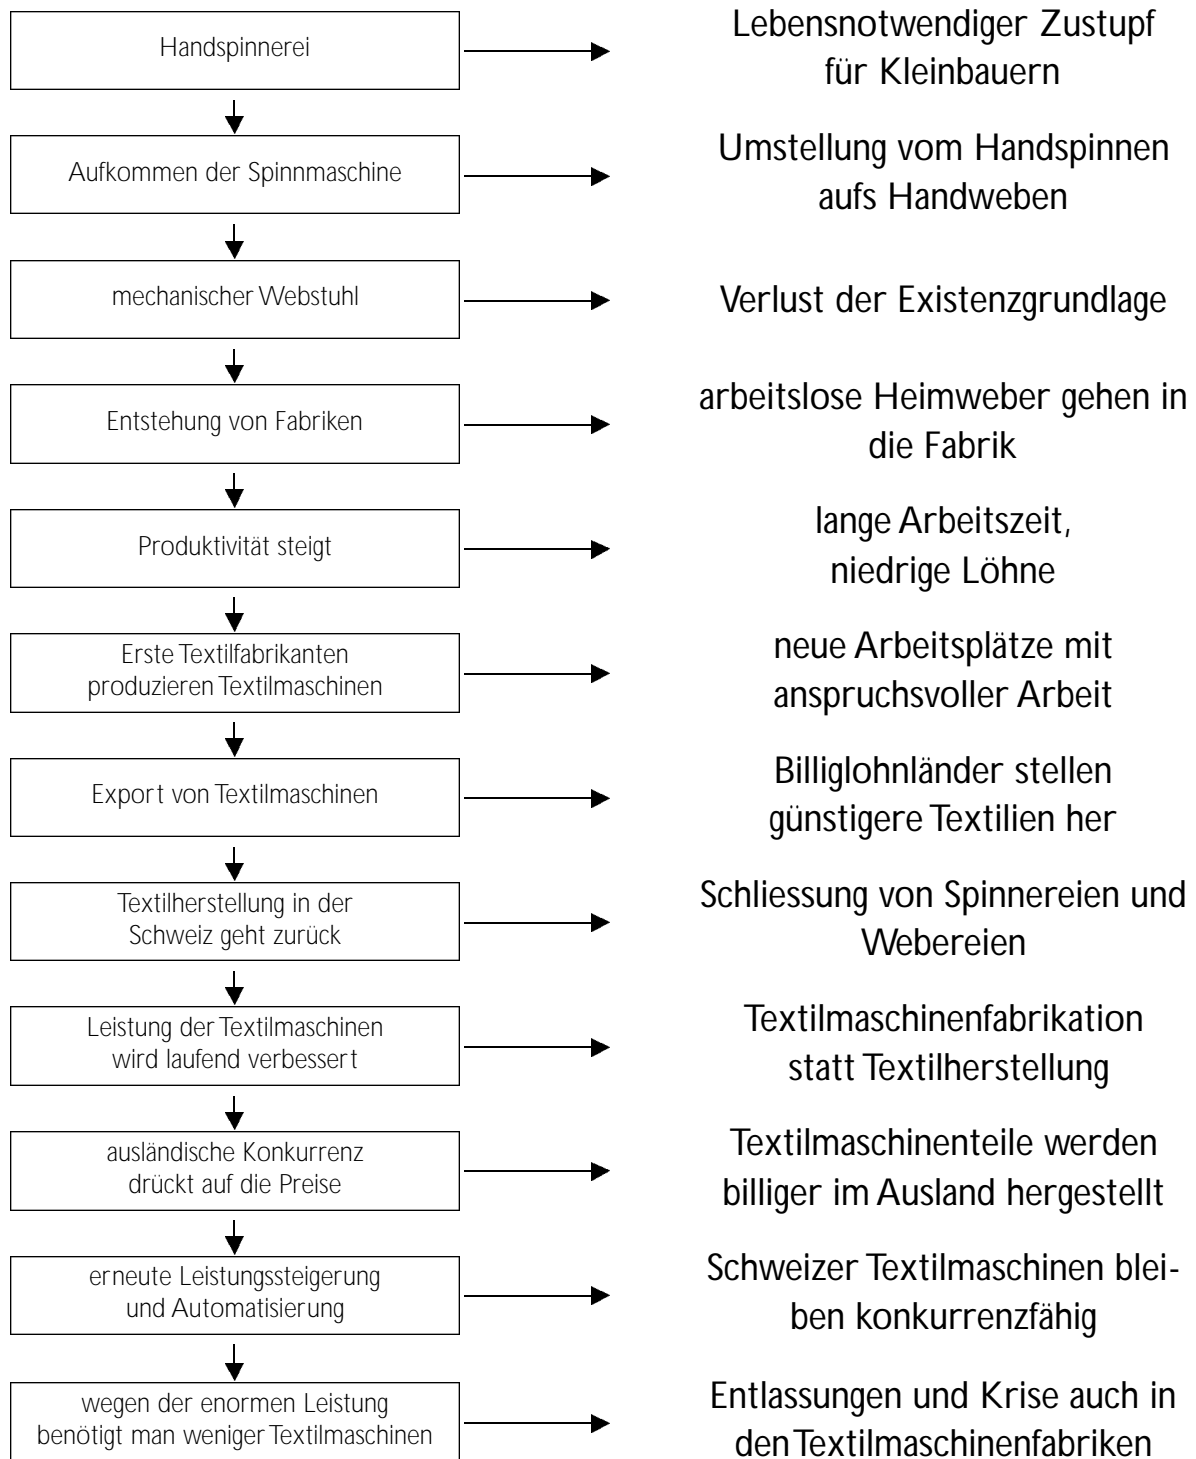 Handspinnerei
Lebensnotwendiger Zustupf
für Kleinbauern
Aufkommen der Spinnmaschine
Umstellung vom Handspinnen
aufs Handweben
mechanischer Webstuhl
Verlust der Existenzgrundlage
Entstehung von Fabriken
arbeitslose Heimweber gehen in
die Fabrik
Produktivität steigt
lange Arbeitszeit,
niedrige Löhne
Erste Textilfabrikanten
produzieren Textilmaschinen
neue Arbeitsplätze mit
anspruchsvoller Arbeit
Export von Textilmaschinen
Billiglohnländer stellen
günstigere Textilien her
Textilherstellung in der
Schweiz geht zurück
Schliessung von Spinnereien und
Webereien
Leistung der Textilmaschinen
wird laufend verbessert
Textilmaschinenfabrikation
statt Textilherstellung
ausländische Konkurrenz
drückt auf die Preise
Textilmaschinenteile werden
billiger im Ausland hergestellt
erneute Leistungssteigerung
und Automatisierung
Schweizer Textilmaschinen blei-
ben konkurrenzfähig
wegen der enormen Leistung
benötigt man weniger Textilmaschinen
Entlassungen und Krise auch in
den Textilmaschinenfabriken